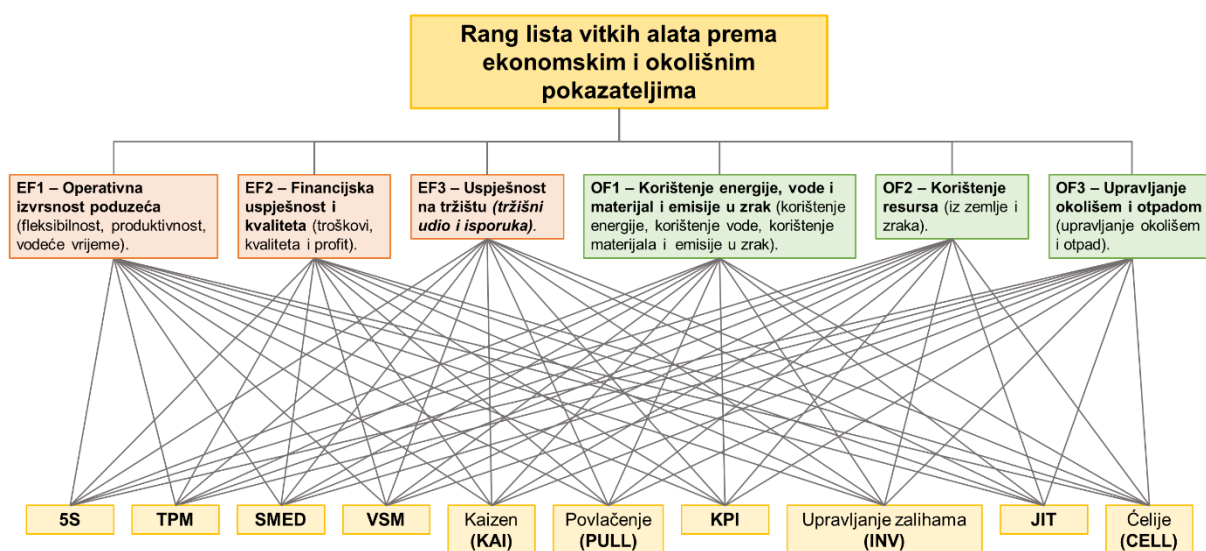 Rang lista vitkih alata prema
ekonomskim i okolišnim
pokazateljima
EF1 – Operativna
izvrsnost poduzeća
(fleksibilnost, produktivnost,
vodeće vrijeme).
EF2 – Financijska
uspješnost i
kvaliteta (troškovi,
kvaliteta i profit).
EF3 – Uspješnost
na tržištu (tržišni
udio i isporuka).
OF1 – Korištenje energije, vode i
materijal i emisije u zrak (korištenje
energije, korištenje vode, korištenje
materijala i emisije u zrak).
OF2 – Korištenje
resursa (iz zemlje i
zraka).
OF3 – Upravljanje
okolišem i otpadom
(upravljanje okolišem
i otpad).
5S
TPM
SMED
VSM
Kaizen
(KAI)
Povlačenje
(PULL)
KPI
Upravljanje zalihama
(INV)
JIT
Ćelije
(CELL)